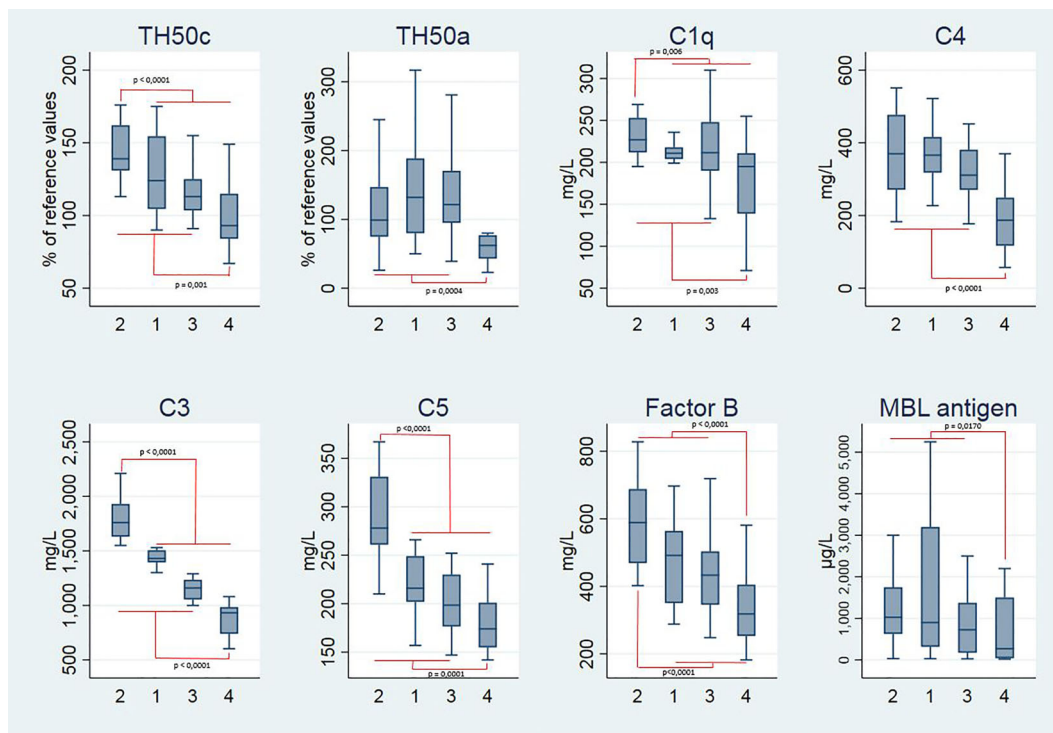 TH50c
TH50a
C1q
C4
% of reference values
200
150
100
50
p < 0,0001
p = 0,001
2 1 3 4
% of reference values
300
200
100
0
p = 0,0004
2 1 3 4
mg/L
300
250
200
150
100
50
p = 0,006
p = 0,003
2 1 3 4
mg/L
600
400
200
0
p < 0,0001
2 1 3 4
C3
C5
Factor B
MBL antigen
mg/L
2,500
2,000
1,500
1,000
500
p < 0,0001
p < 0,0001
2 1 3 4
mg/L
350
300
250
200
150
p <0,0001
p = 0,0001
2 1 3 4
mg/L
800
600
400
200
p < 0,0001
p<0,0001
2 1 3 4
µg/L
5,000
4,000
3,000
2,000
1,000
0
p = 0,0170
2 1 3 4